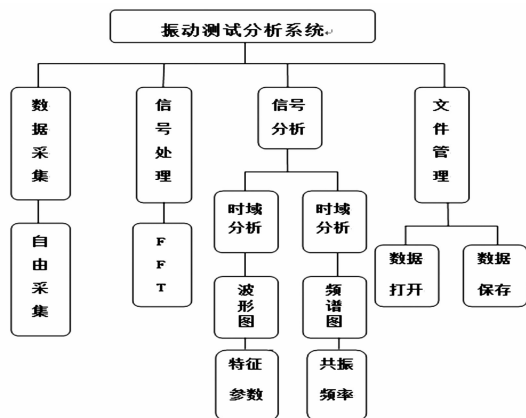 振动测试分析系统
数
据
采
集
信
号
处
理
信号
分析
文
件
管
理
自
由
采
集
F
F
T
时域
分析
时域
分析
数据
打开
数据
保存
波
形
图
频
谱
图
特征
参数
共振
频率